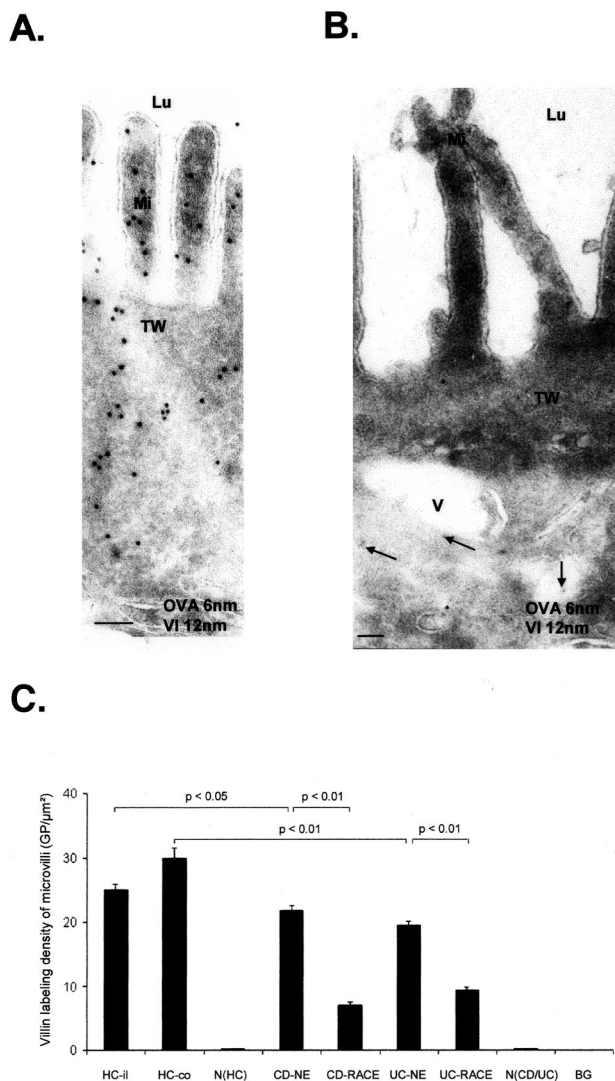 A.
B.
Lu
Mi
TW
OVA 6nm
VI 12nm
Lu
Mi
TW
V
OVA 6nm
VI 12nm
C.
Villin labeling density of microvilli (GP/µm²)
40
30
20
10
0
p < 0.05
p < 0.01
p < 0.01
p < 0.01
HC-il
HC-co
N(HC)
CD-NE
CD-RACE
UC-NE
UC-RACE
N(CD/UC)
BG